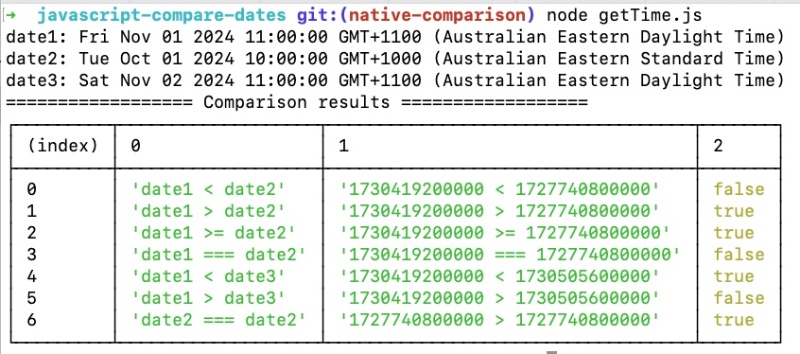 ➜ javascript-compare-dates git:(native-comparison) node getTime.js
date1: Fri Nov 01 2024 11:00:00 GMT+1100 (Australian Eastern Daylight Time)
date2: Tue Oct 01 2024 10:00:00 GMT+1000 (Australian Eastern Standard Time)
date3: Sat Nov 02 2024 11:00:00 GMT+1100 (Australian Eastern Daylight Time)
================== Comparison results ==================
(index) 0 1 2
0 'date1 < date2' '1730419200000 < 1727740800000' false
1 'date1 > date2' '1730419200000 > 1727740800000' true
2 'date1 >= date2' '1730419200000 >= 1727740800000' true
3 'date1 === date2' '1730419200000 === 1727740800000' false
4 'date1 < date3' '1730419200000 < 1730505600000' true
5 'date1 > date3' '1730419200000 > 1730505600000' false
6 'date2 === date2' '1727740800000 > 1727740800000' true